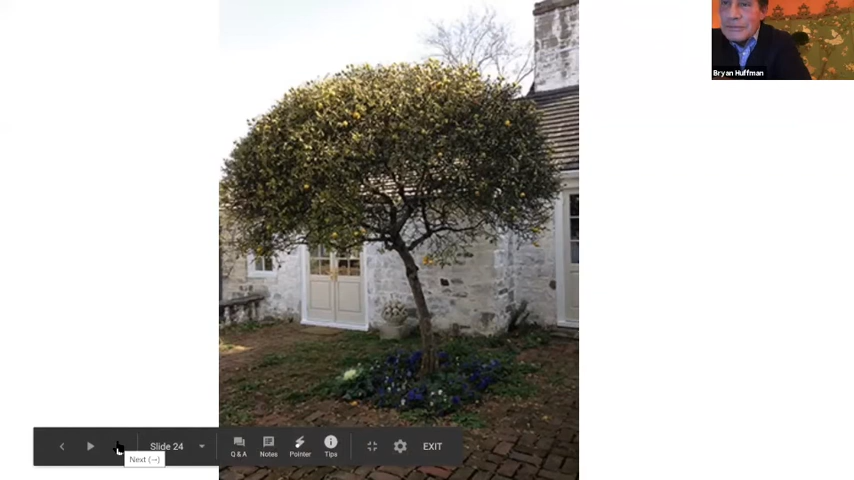 Bryan Huffman
Slide 24
Q & A
Notes
Pointer
Tips
EXIT
Next (→)